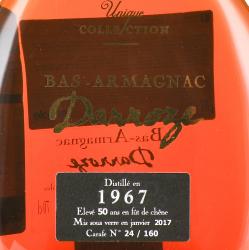 Unique
COLLECTION
BAS-ARMAGNAC
Darroze
Bas-Armagnac
Darroze
Distillé en
1967
Elevé 50 ans en fût de chêne
Mis sous verre en janvier 2017
Carafe N° 24 / 160